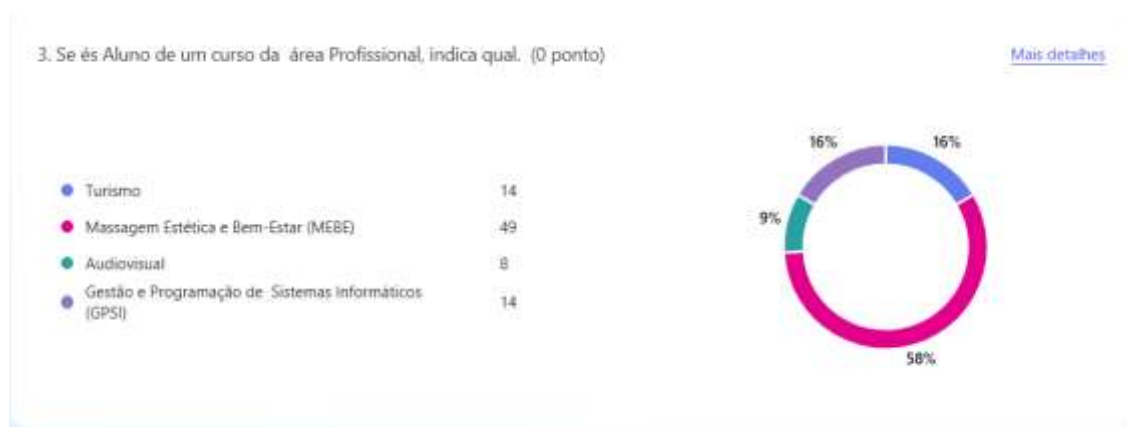 3. Se és Aluno de um curso da área Profissional, indica qual. (0 ponto)
Mais detalhes
Turismo 14
Massagem Estética e Bem-Estar (MEBE) 49
Audiovisual 8
Gestão e Programação de Sistemas Informáticos
(GPSI) 14
16%
16%
9%
58%